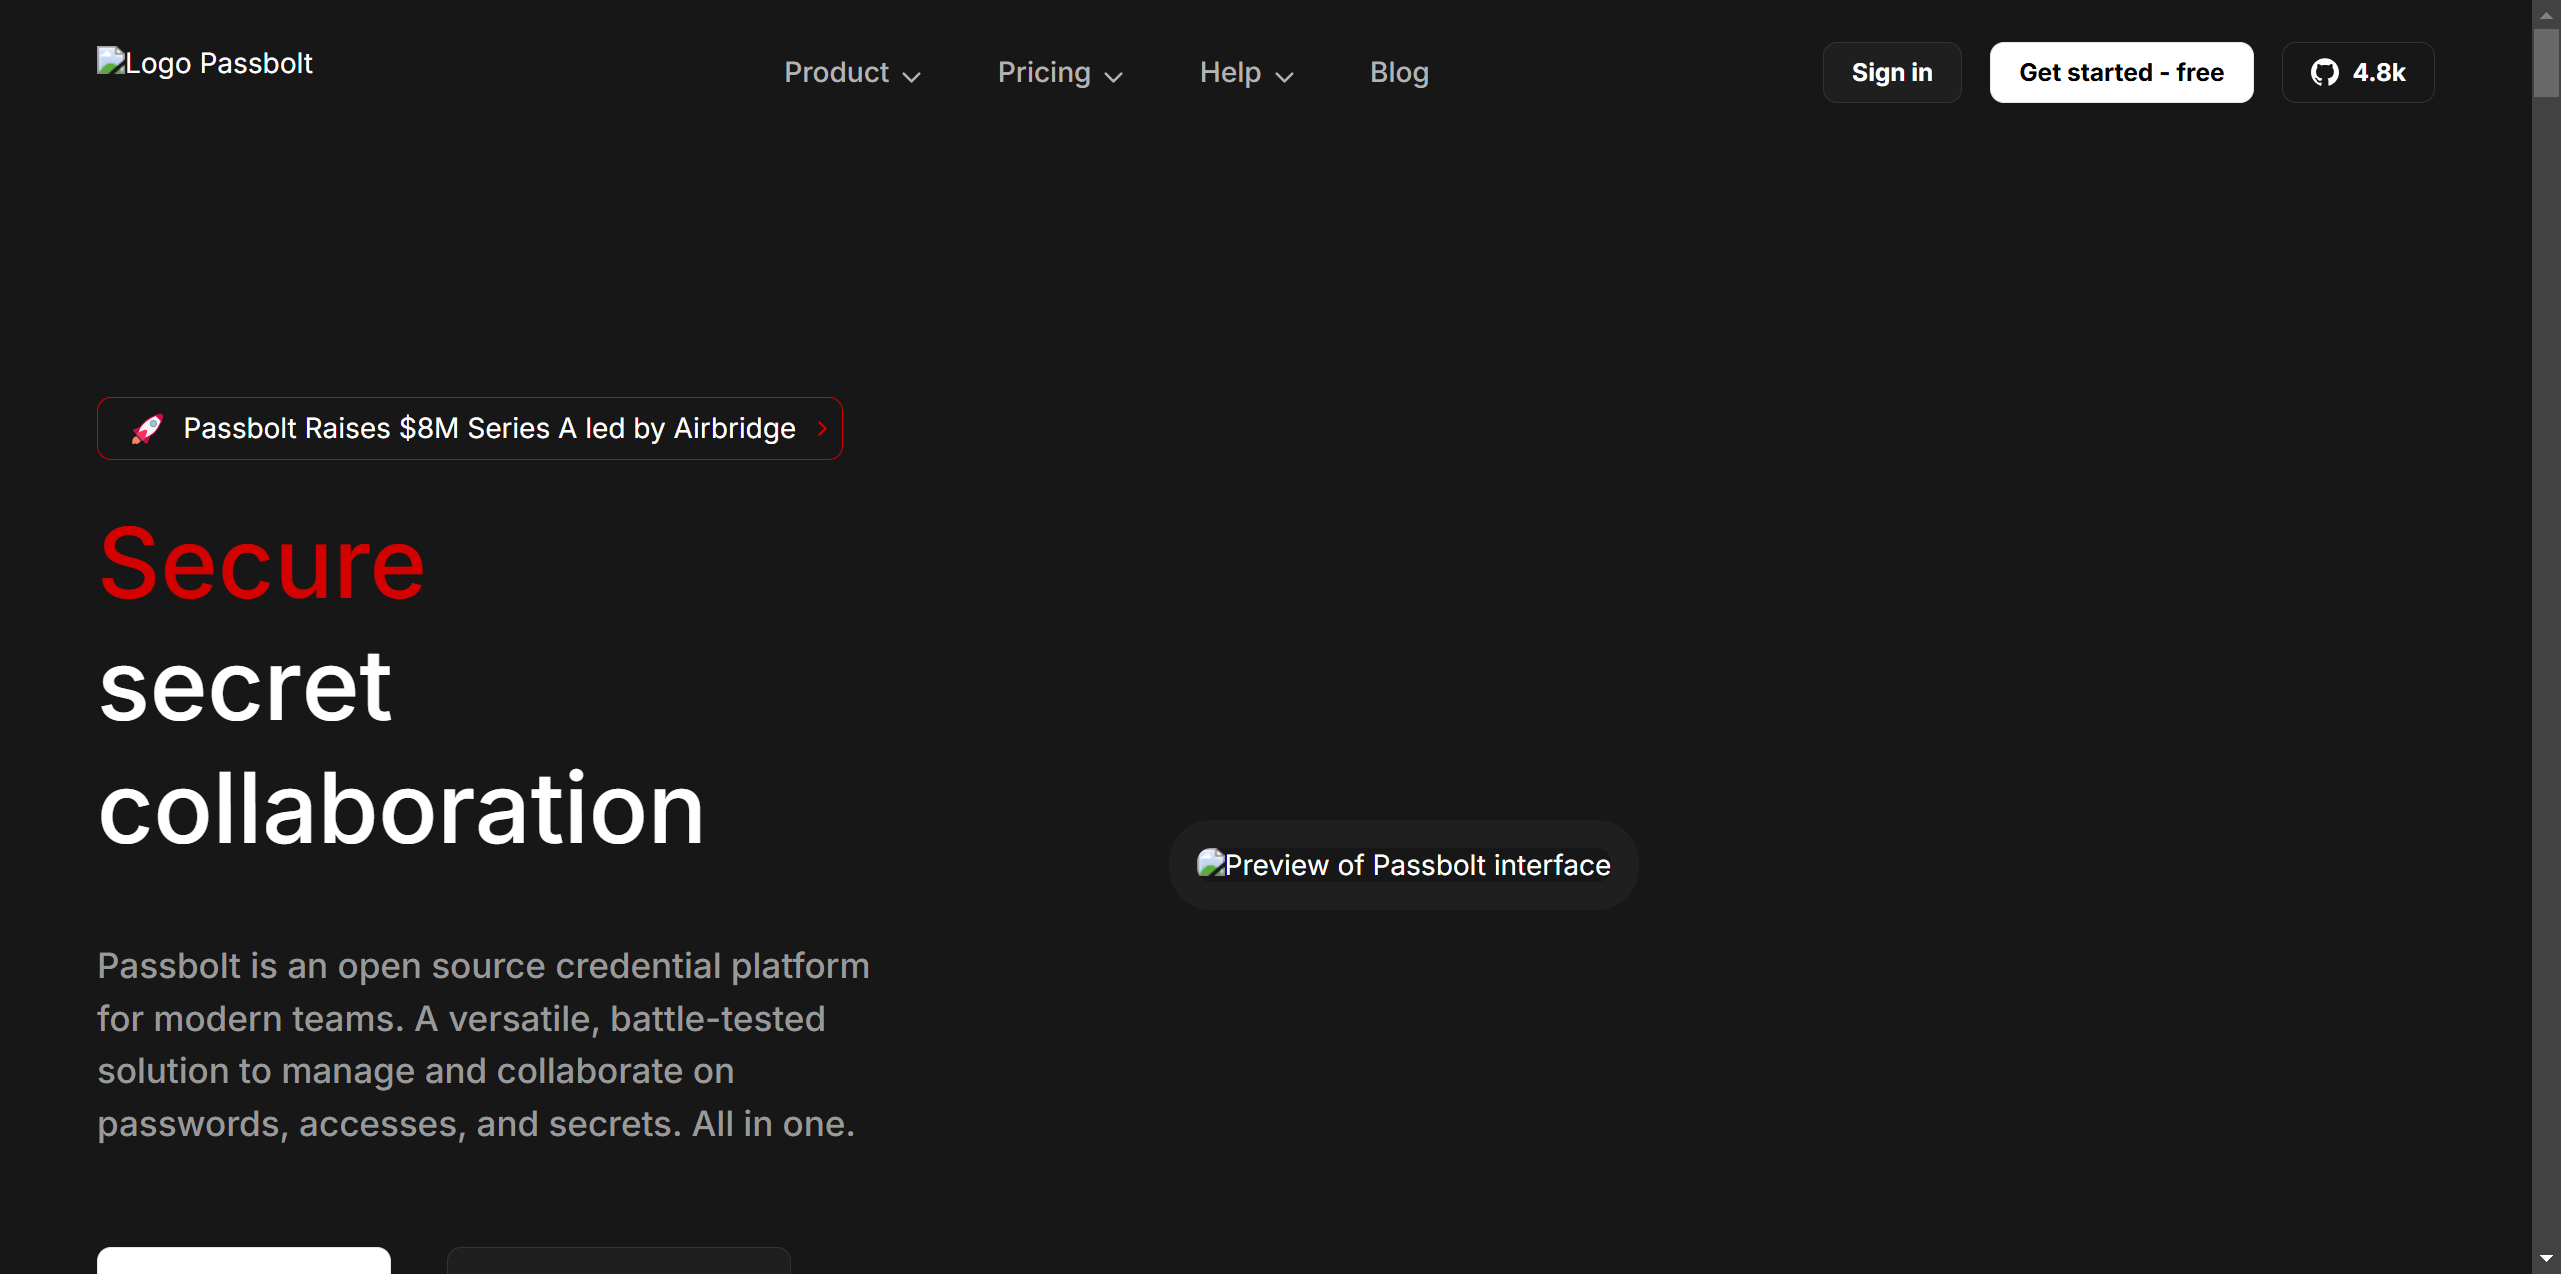 Logo Passbolt
Product
Pricing
Help
Blog
Sign in
Get started - free
4.8k
🚀 Passbolt Raises $8M Series A led by Airbridge
Secure
secret
collaboration
Preview of Passbolt interface
Passbolt is an open source credential platform
for modern teams. A versatile, battle-tested
solution to manage and collaborate on
passwords, accesses, and secrets. All in one.